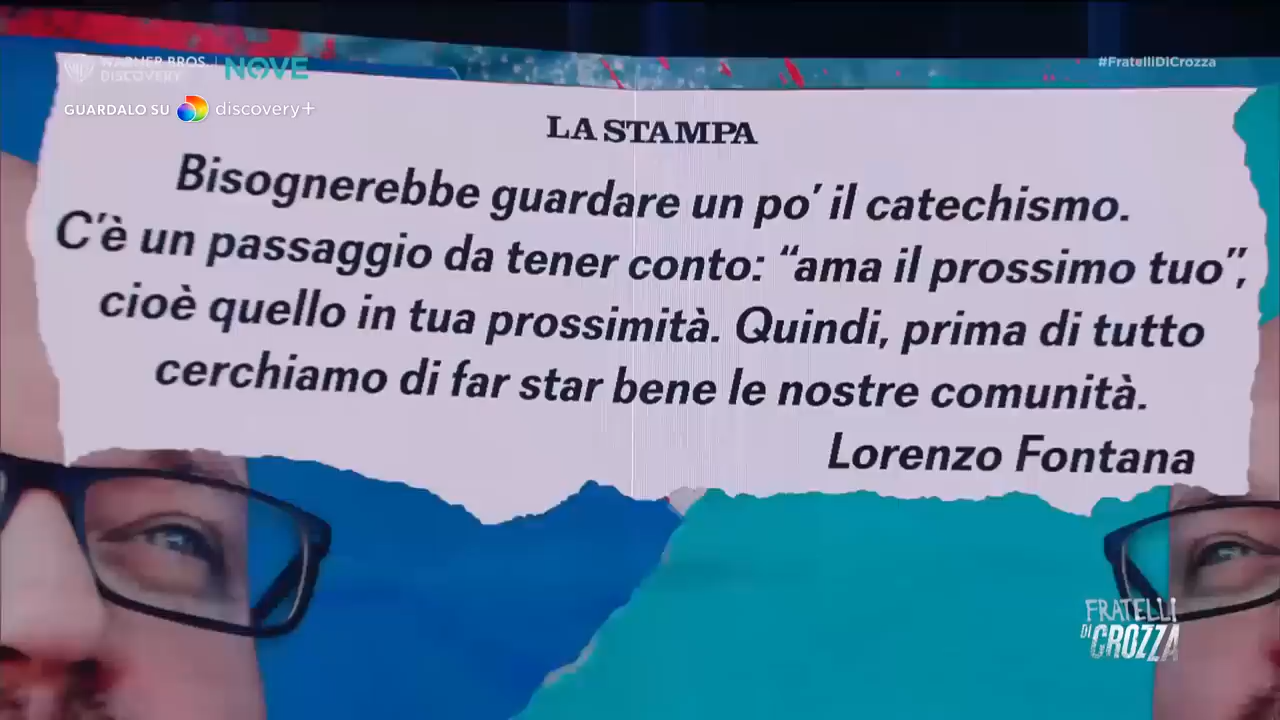 WARNER BROS.
DISCOVERY
NOVE
#FratelliDiCrozza
GUARDALO SU discovery+
LA STAMPA
Bisognerebbe guardare un po’ il catechismo.
C’è un passaggio da tener conto: “ama il prossimo tuo”,
cioè quello in tua prossimità. Quindi, prima di tutto
cerchiamo di far star bene le nostre comunità.
Lorenzo Fontana
FRATELLI
DI CROZZA